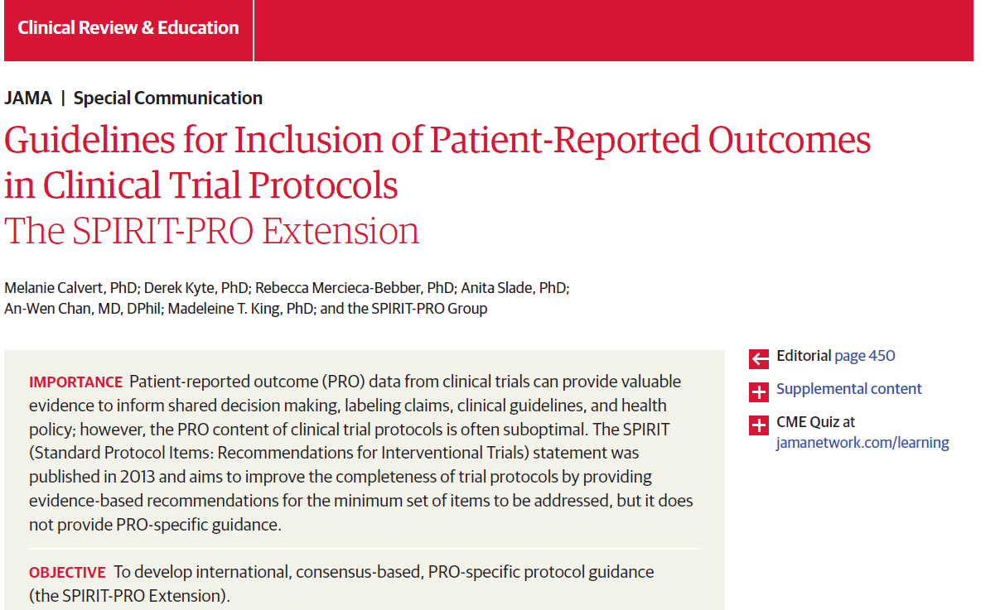 Clinical Review & Education
JAMA | Special Communication
Guidelines for Inclusion of Patient-Reported Outcomes
in Clinical Trial Protocols
The SPIRIT-PRO Extension
Melanie Calvert, PhD; Derek Kyte, PhD; Rebecca Mercieca-Bebber, PhD; Anita Slade, PhD;
An-Wen Chan, MD, DPhil; Madeleine T. King, PhD; and the SPIRIT-PRO Group
IMPORTANCE Patient-reported outcome (PRO) data from clinical trials can provide valuable
evidence to inform shared decision making, labeling claims, clinical guidelines, and health
policy; however, the PRO content of clinical trial protocols is often suboptimal. The SPIRIT
(Standard Protocol Items: Recommendations for Interventional Trials) statement was
published in 2013 and aims to improve the completeness of trial protocols by providing
evidence-based recommendations for the minimum set of items to be addressed, but it does
not provide PRO-specific guidance.
OBJECTIVE To develop international, consensus-based, PRO-specific protocol guidance
(the SPIRIT-PRO Extension).
Editorial page 450
Supplemental content
CME Quiz at
jamanetwork.com/learning